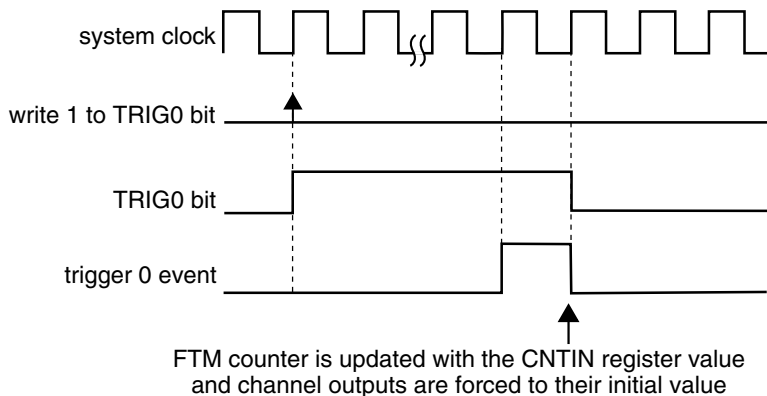 system clock
write 1 to TRIG0 bit
TRIG0 bit
trigger 0 event
FTM counter is updated with the CNTIN register value
and channel outputs are forced to their initial value